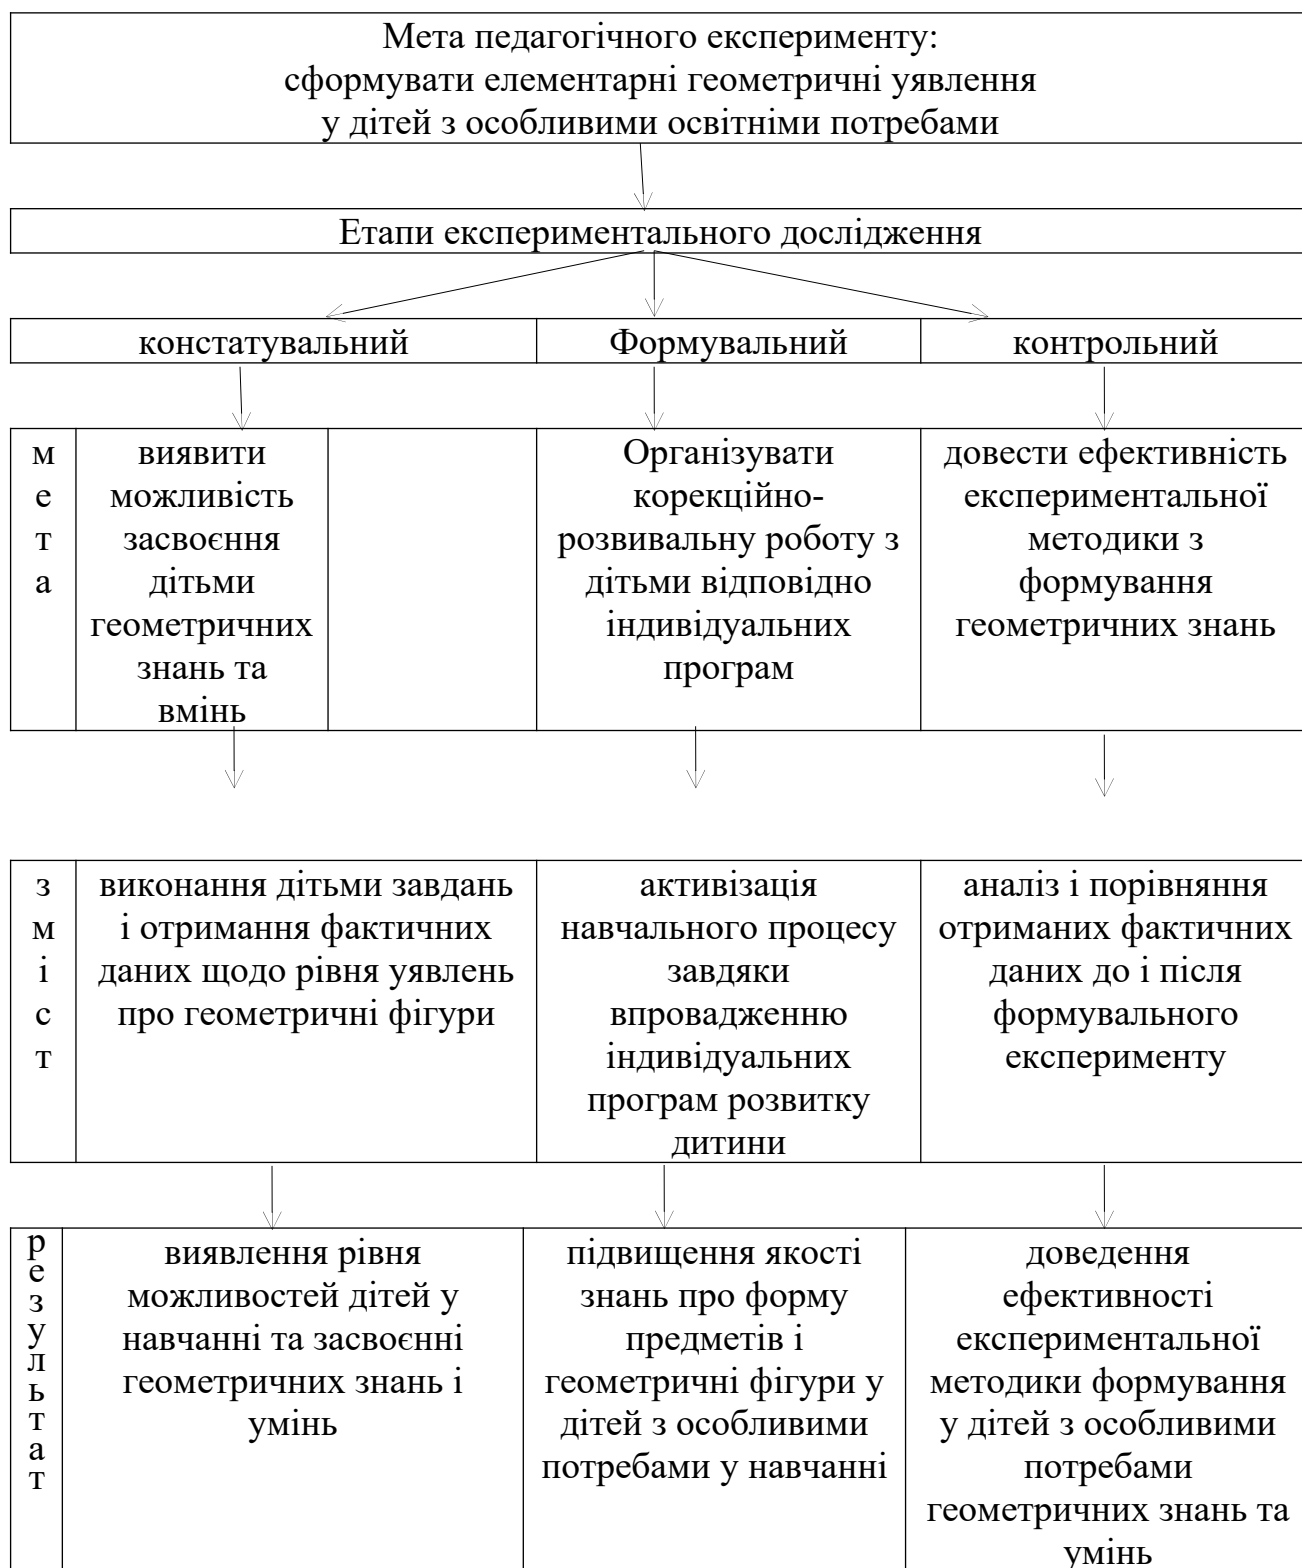 Мета педагогічного експерименту:
сформувати елементарні геометричні уявлення
у дітей з особливими освітніми потребами
Етапи експериментального дослідження
констатувальний
Формувальний
контрольний
м
е
т
а
виявити
можливість
засвоєння
дітьми
геометричних
знань та
вмінь
Організувати
корекційно-
розвивальну роботу з
дітьми відповідно
індивідуальних
програм
довести ефективність
експериментальної
методики з
формування
геометричних знань
з
м
і
с
т
виконання дітьми завдань
і отримання фактичних
даних щодо рівня уявлень
про геометричні фігури
активізація
навчального процесу
завдяки
впровадженню
індивідуальних
програм розвитку
дитини
аналіз і порівняння
отриманих фактичних
даних до і після
формувального
експерименту
р
е
з
у
л
ь
т
а
т
виявлення рівня
можливостей дітей у
навчанні та засвоєнні
геометричних знань і
умінь
підвищення якості
знань про форму
предметів і
геометричні фігури у
дітей з особливими
потребами у навчанні
доведення
ефективності
експериментальної
методики формування
у дітей з особливими
потребами
геометричних знань та
умінь